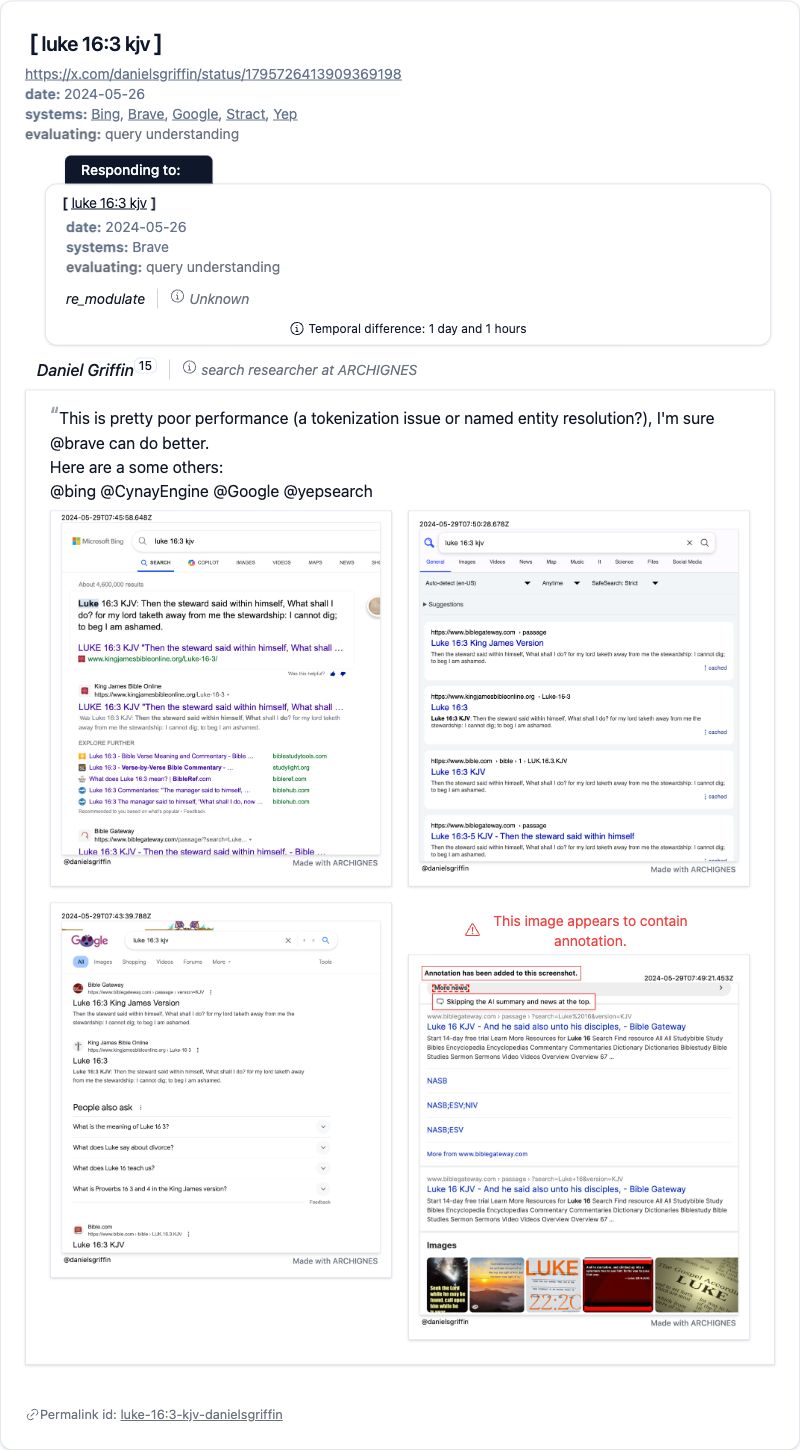 [ luke 16:3 kjv ]
https://x.com/danielsgriffin/status/1795726413909369198
date: 2024-05-26
systems: Bing, Brave, Google, Stract, Yep
evaluating: query understanding
Responding to:
[ luke 16:3 kjv ]
date: 2024-05-26
systems: Brave
evaluating: query understanding
re_modulate
Unknown
Temporal difference: 1 day and 1 hours
Daniel Griffin 15
search researcher at ARCHIGNES
“This is pretty poor performance (a tokenization issue or named entity resolution?), I'm sure
@brave can do better.
Here are a some others:
@bing @CynayEngine @Google @yepsearch
2024-05-29T07:45:58.648Z
Microsoft Bing
luke 16:3 kjv
SEARCH COPILOT IMAGES VIDEOS MAPS NEWS
About 4,600,000 results
Luke 16:3 KJV: Then the steward said within himself, What shall I
do? for my lord taketh away from me the stewardship: I cannot dig;
to beg I am ashamed.
LUKE 16:3 KJV "Then the steward said within himself, What shall ...
www.kingjamesbibleonline.org/Luke-16-3/
Was this helpful?
King James Bible Online
https://www.kingjamesbibleonline.org/Luke-16-3
LUKE 16:3 KJV "Then the steward said within himself, What shall ...
Luke 16:3 KJV: Then the steward said within himself, What shall I do? for my lord taketh
away from me the stewardship: I cannot dig; to beg I am ashamed.
EXPLORE FURTHER
Luke 16:3 - Bible Verse Meaning and Commentary - Bible ... biblestudytools.com
Luke 16:3 - Verse-by-Verse Bible Commentary - ... studylight.org
What does Luke 16:3 mean? | BibleRef.com bibleref.com
Luke 16:3 Commentaries: "The manager said to himself, ... biblehub.com
Luke 16:3 The manager said to himself, 'What shall I do, now ... biblehub.com
Recommended to you based on what's popular • Feedback
Bible Gateway
https://www.biblegateway.com/passage/?search=Luke...
LUKE 16:3 KJV - Then the steward said within himself, - Bible ...
@danielsgriffin
Made with ARCHIGNES
2024-05-29T07:50:28.678Z
luke 16:3 kjv
General Images Videos News Map Music It Science Files Social Media
Auto-detect (en-US) Anytime SafeSearch: Strict
Suggestions
https://www.biblegateway.com › passage
Luke 16:3 King James Version
Then the steward said within himself, What shall I do? for my lord taketh away from me the stewardship: I cannot dig;
to beg I am ashamed.
cached
https://www.kingjamesbibleonline.org › Luke-16-3
Luke 16:3
Luke 16:3 KJV: Then the steward said within himself, What shall I do? for my lord taketh away from me the
stewardship: I cannot dig; to beg I am ashamed.
cached
https://www.bible.com › bible › 1 › LUK.16.3.KJV
Luke 16:3 KJV
Then the steward said within himself, What shall I do? for my lord taketh away from me the stewardship: I cannot dig;
to beg I am ashamed.
cached
https://www.biblegateway.com › passage
Luke 16:3-5 KJV - Then the steward said within himself
Then the steward said within himself, What shall I do? for my lord taketh away from me the stewardship: I cannot dig;
to beg I am ashamed.
cached
@danielsgriffin
Made with ARCHIGNES
2024-05-29T07:43:39.788Z
luke 16:3 kjv
All Images Shopping Videos Forums More Tools
Bible Gateway
https://www.biblegateway.com › passage › version=KJV
Luke 16:3 King James Version
Then the steward said within himself, What shall I do? for my lord taketh away from me the
stewardship: I cannot dig; to beg I am ashamed.
King James Bible Online
https://www.kingjamesbibleonline.org › Luke-16-3
Luke 16:3
Luke 16:3 KJV: Then the steward said within himself, What shall I do? for my lord taketh away
from me the stewardship: I cannot dig; to beg I am ashamed.
People also ask
What is the meaning of Luke 16 3?
What does Luke say about divorce?
What does Luke 16 teach us?
What is Proverbs 16 3 and 4 in the King James version?
Feedback
Bible.com
https://www.bible.com › bible › LUK.16.3.KJV
Luke 16:3 KJV
@danielsgriffin
Made with ARCHIGNES
This image appears to contain
annotation.
Annotation has been added to this screenshot.
2024-05-29T07:49:21.453Z
More news
Skipping the AI summary and news at the top.
www.biblegateway.com › passage › ?search=Luke%2016&version=KJV
Luke 16 KJV - And he said also unto his disciples, - Bible Gateway
Start 14-day free trial Learn More Resources for Luke 16 Search Find resource All All Studybible Study
Bibles Encyclopedias Encyclopedias Commentary Commentaries Dictionary Dictionaries Biblestudy Bible
Studies Sermon Sermons Video Videos Overview Overview 67 ...
NASB
NASB;ESV;NIV
NASB;ESV
More from www.biblegateway.com
www.biblegateway.com › passage › ?search=Luke+16&version=KJV
Luke 16 KJV - And he said also unto his disciples, - Bible Gateway
Start 14-day free trial Learn More Resources for Luke 16 Search Find resource All All Studybible Study
Bibles Encyclopedias Encyclopedias Commentary Commentaries Dictionary Dictionaries Biblestudy Bible
Studies Sermon Sermons Video Videos Overview Overview 67 ...
Images
Seek the Lord
while he may be
found; call upon
him while he
LUKE
22:20
The Gospel According
LUKE
@danielsgriffin
Made with ARCHIGNES
Permalink id: luke-16:3-kjv-danielsgriffin